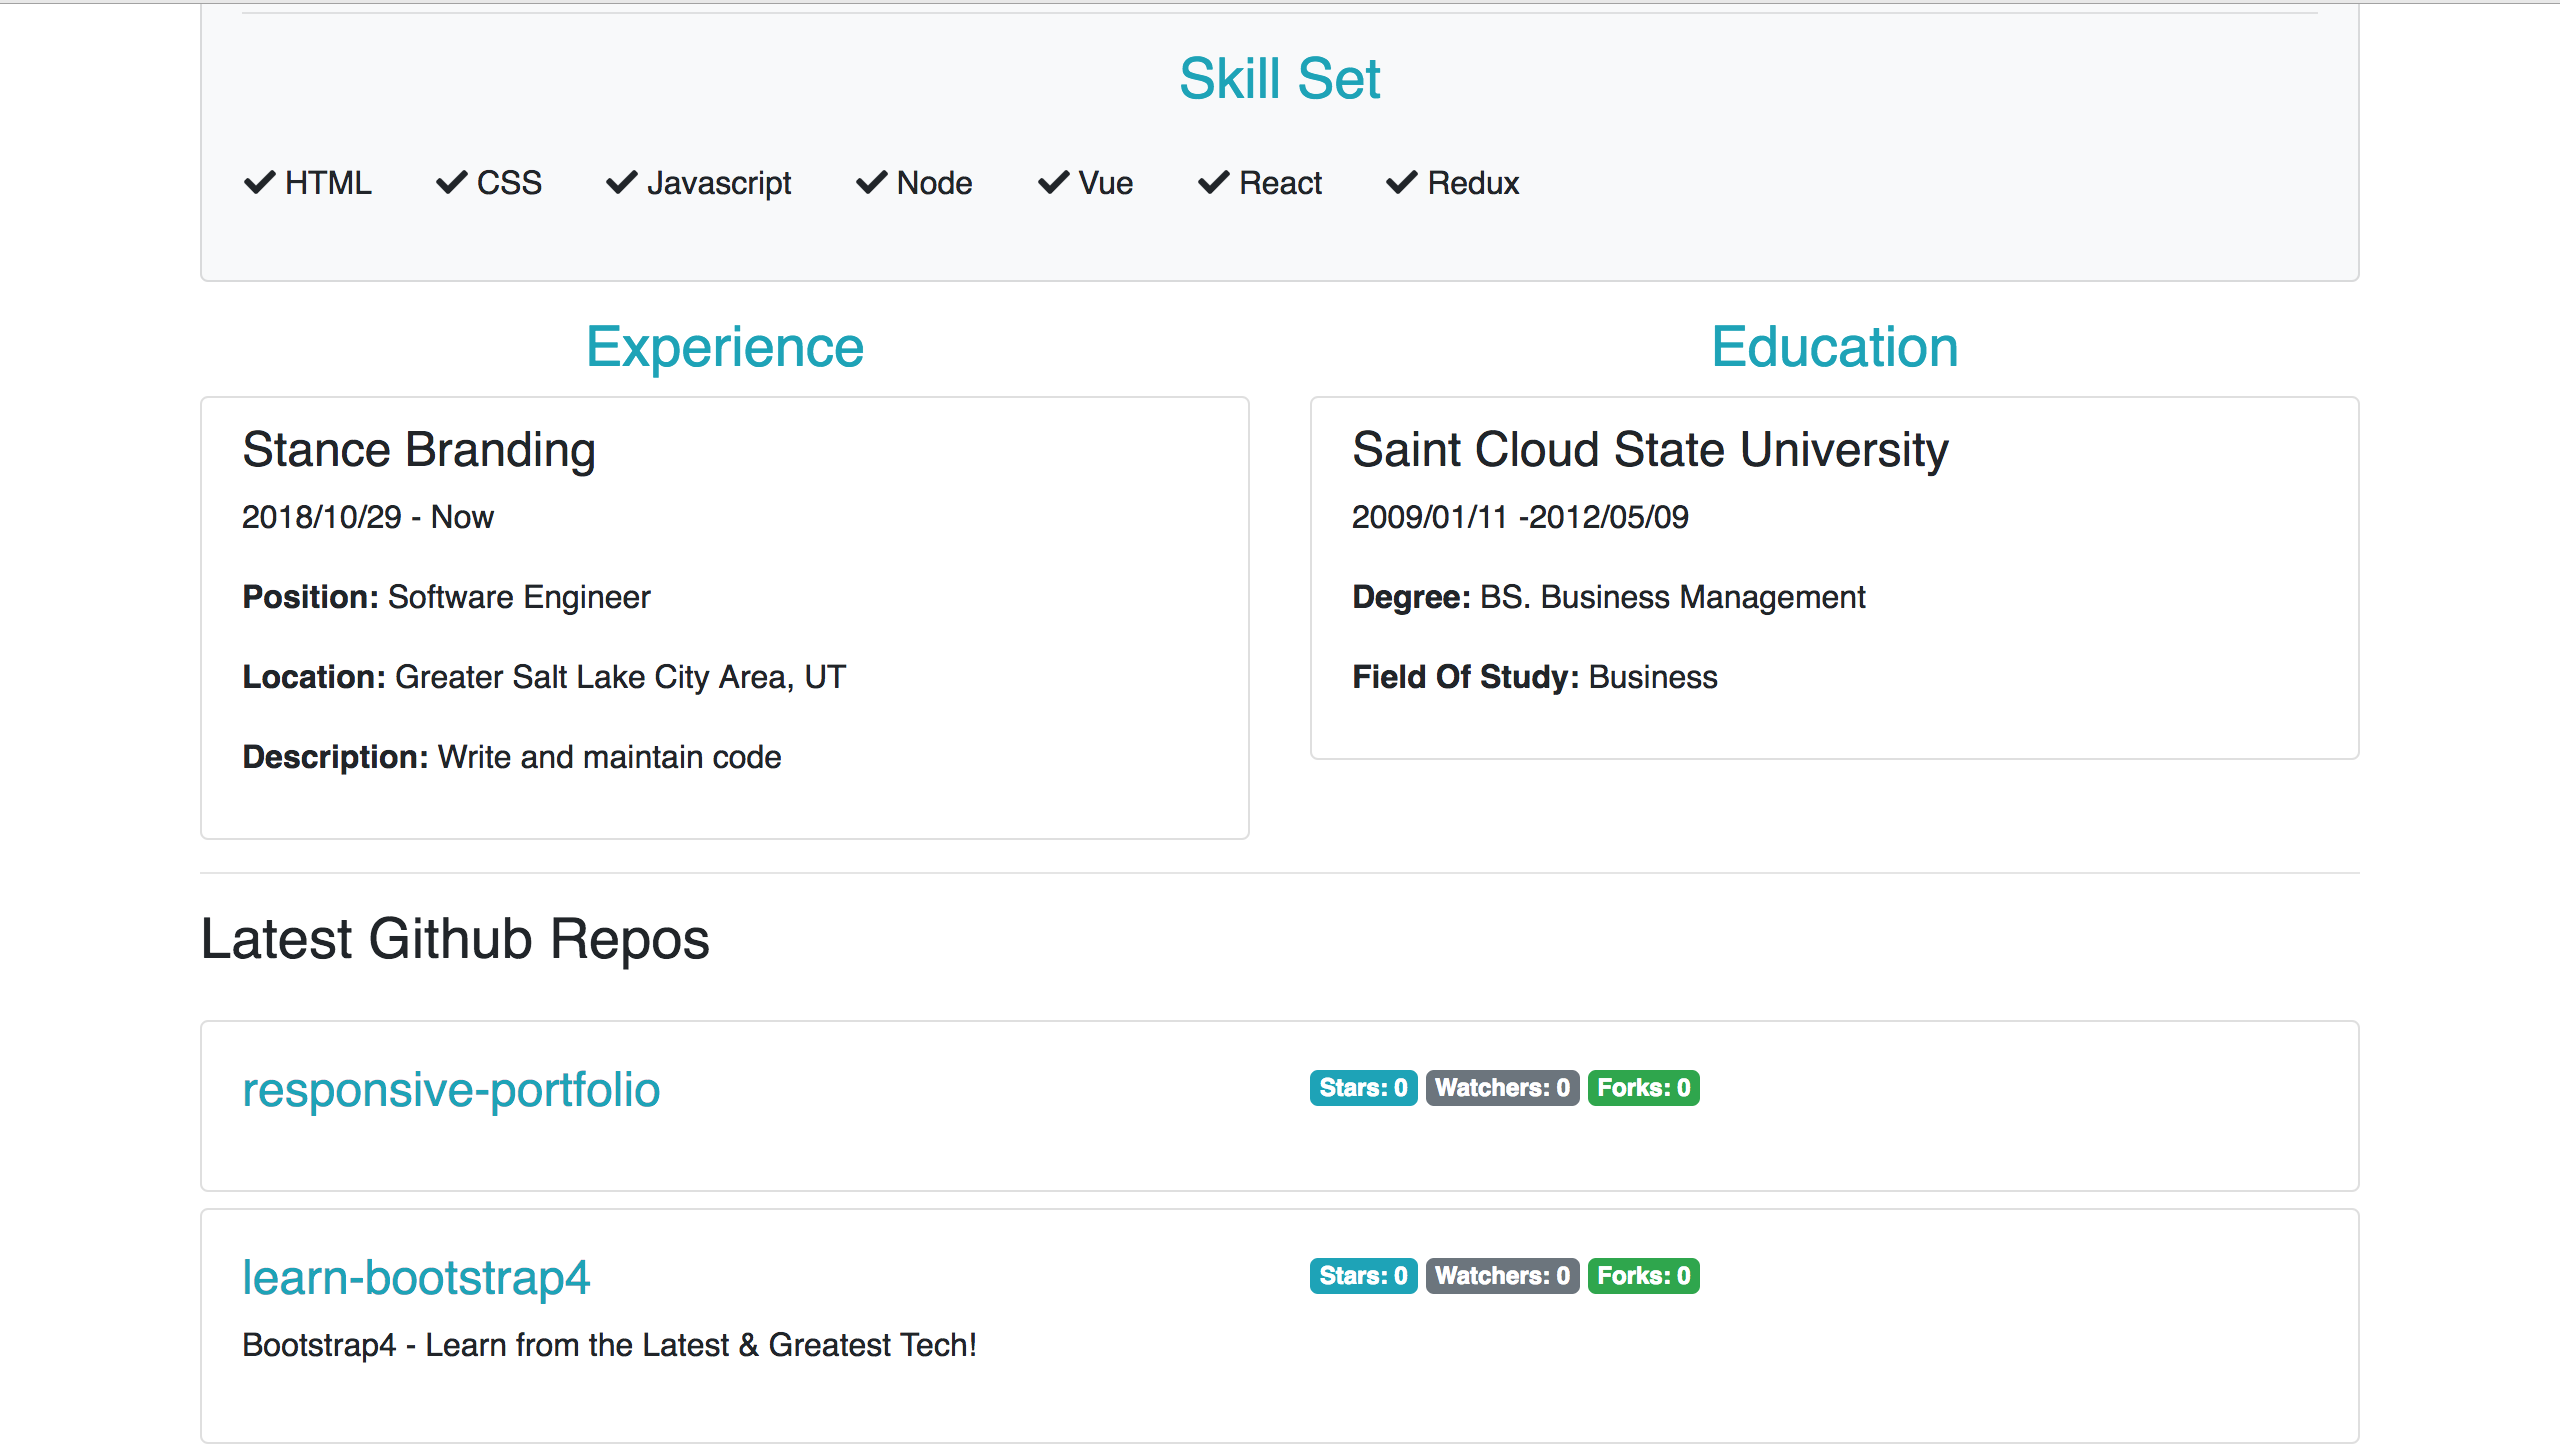 Skill Set
HTML CSS Javascript Node Vue React Redux
Experience
Stance Branding
2018/10/29 - Now
Position: Software Engineer
Location: Greater Salt Lake City Area, UT
Description: Write and maintain code
Education
Saint Cloud State University
2009/01/11 -2012/05/09
Degree: BS. Business Management
Field Of Study: Business
Latest Github Repos
responsive-portfolio
Stars: 0 Watchers: 0 Forks: 0
learn-bootstrap4
Stars: 0 Watchers: 0 Forks: 0
Bootstrap4 - Learn from the Latest & Greatest Tech!